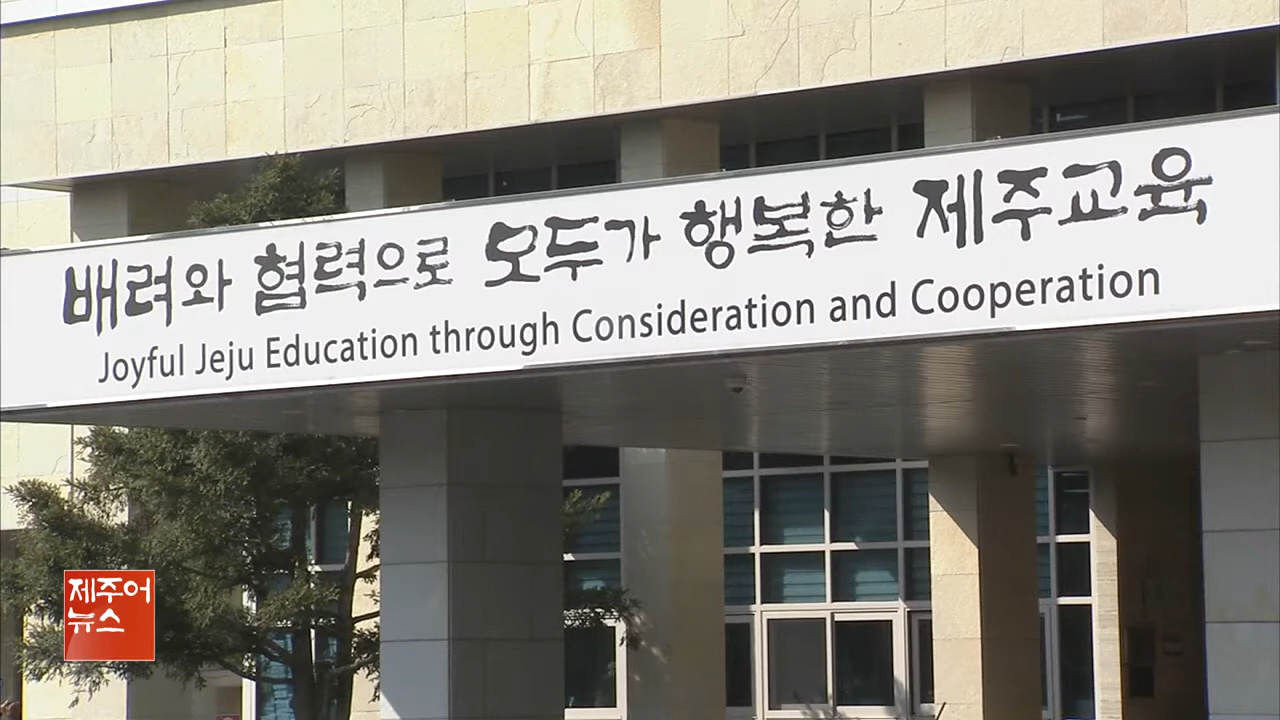 배려와 협력으로 모두가 행복한 제주교육
Joyful Jeju Education through Consideration and Cooperation
제주어
뉴스